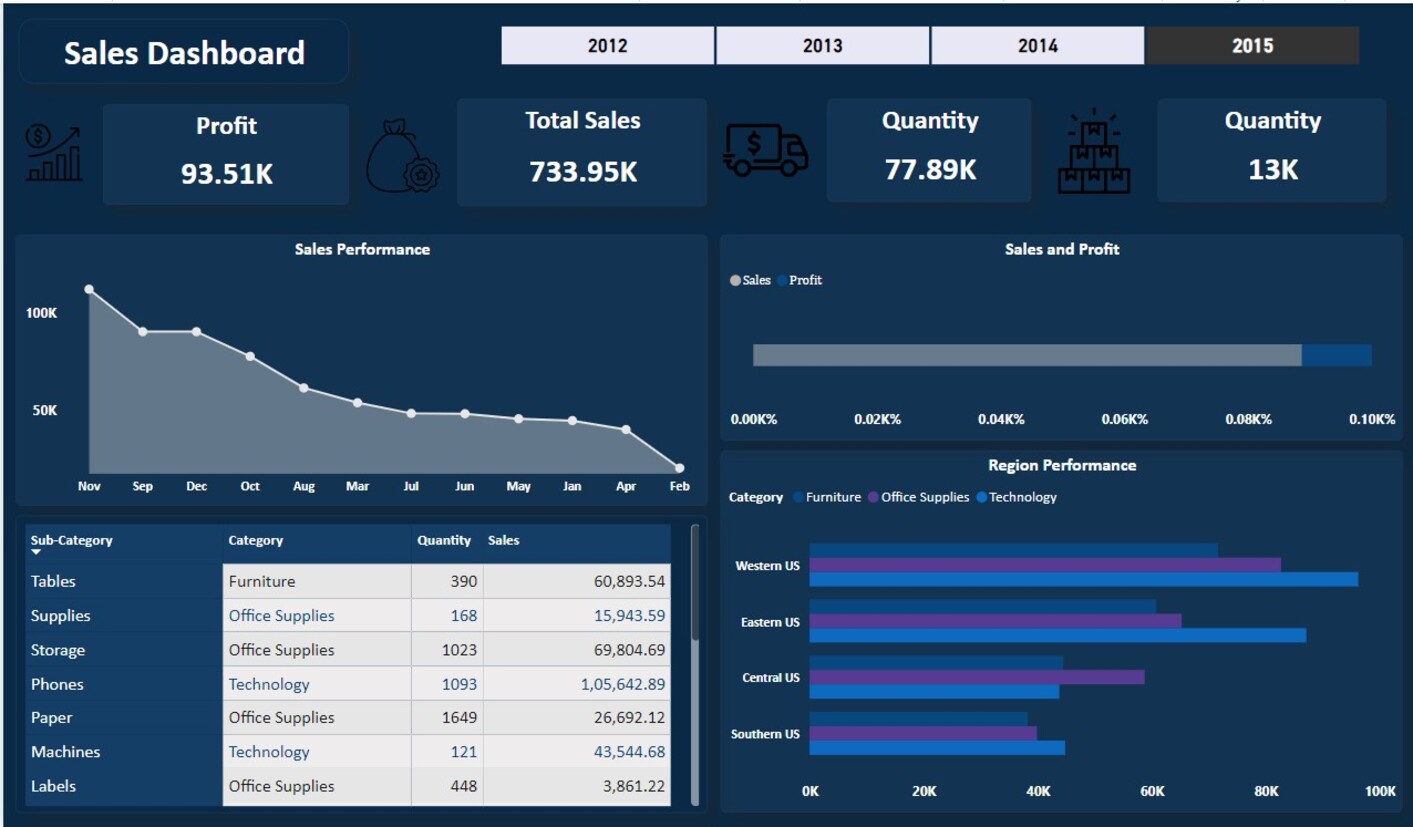 Sales Dashboard
2012 2013 2014 2015
Profit
93.51K
Total Sales
733.95K
Quantity
77.89K
Quantity
13K
Sales Performance
100K
50K
Nov Sep Dec Oct Aug Mar Jul Jun May Jan Apr Feb
Sales and Profit
Sales Profit
0.00K% 0.02K% 0.04K% 0.06K% 0.08K% 0.10K%
Sub-Category Category Quantity Sales
Tables Furniture 390 60,893.54
Supplies Office Supplies 168 15,943.59
Storage Office Supplies 1023 69,804.69
Phones Technology 1093 1,05,642.89
Paper Office Supplies 1649 26,692.12
Machines Technology 121 43,544.68
Labels Office Supplies 448 3,861.22
Region Performance
Category Furniture Office Supplies Technology
Western US
Eastern US
Central US
Southern US
0K 20K 40K 60K 80K 100K